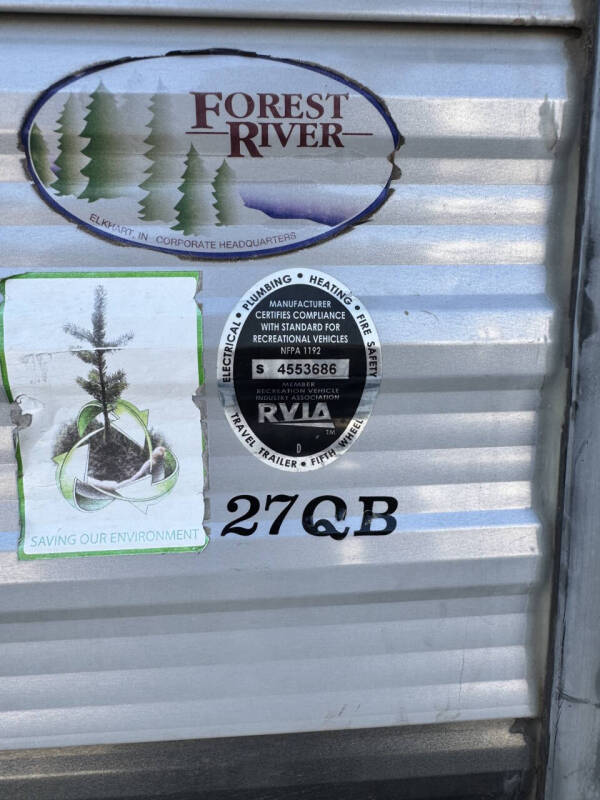 FOREST
RIVER
ELKHART, IN CORPORATE HEADQUARTERS
ELECTRICAL • PLUMBING • HEATING • FIRE SAFETY
MANUFACTURER
CERTIFIES COMPLIANCE
WITH STANDARD FOR
RECREATIONAL VEHICLES
NFPA 1192
S 4553686
MEMBER
RECREATION VEHICLE
INDUSTRY ASSOCIATION
RVIA
TM
D
TRAVEL TRAILER • FIFTH WHEEL
27QB
SAVING OUR ENVIRONMENT